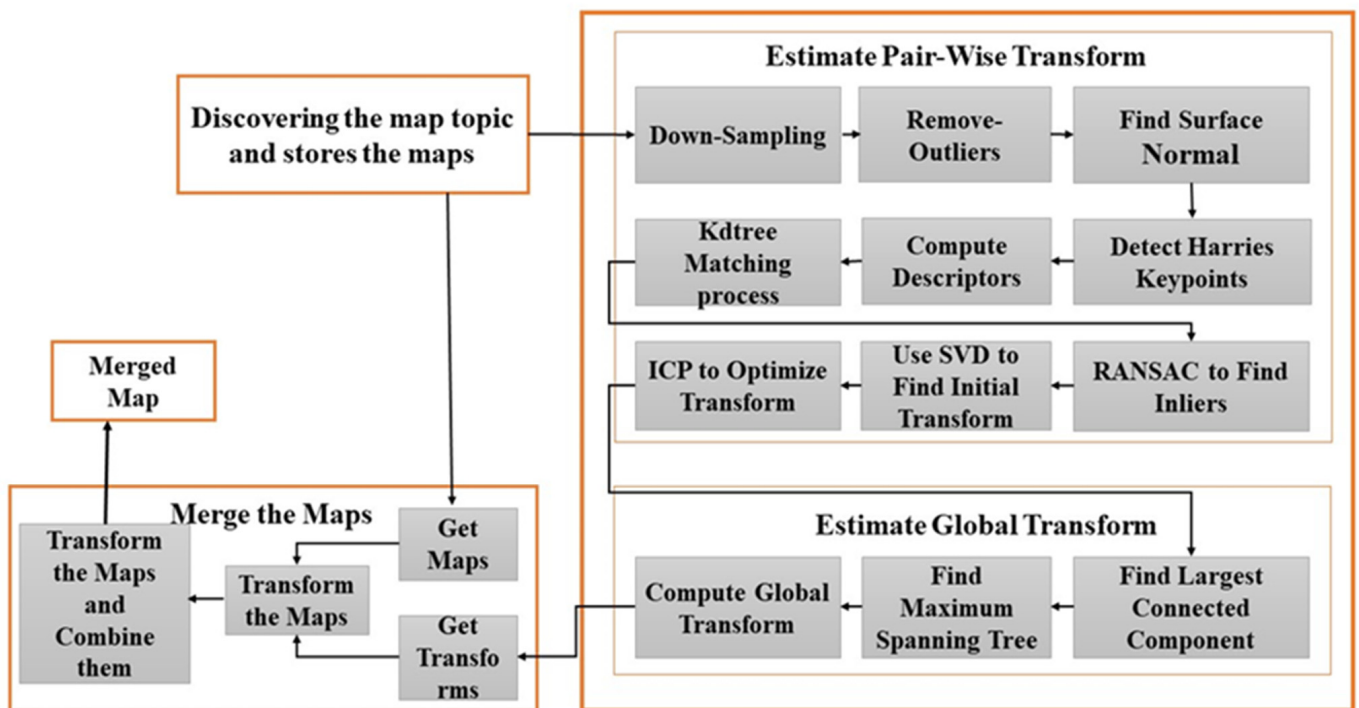 Estimate Pair-Wise Transform
Discovering the map topic
and stores the maps
Down-Sampling
Remove-
Outliers
Find Surface
Normal
Kdtree
Matching
process
Compute
Descriptors
Detect Harries
Keypoints
ICP to Optimize
Transform
Use SVD to
Find Initial
Transform
RANSAC to Find
Inliers
Merged
Map
Merge the Maps
Transform
the Maps
and
Combine
them
Transform
the Maps
Get
Maps
Get
Transfo
rms
Estimate Global Transform
Compute Global
Transform
Find
Maximum
Spanning Tree
Find Largest
Connected
Component